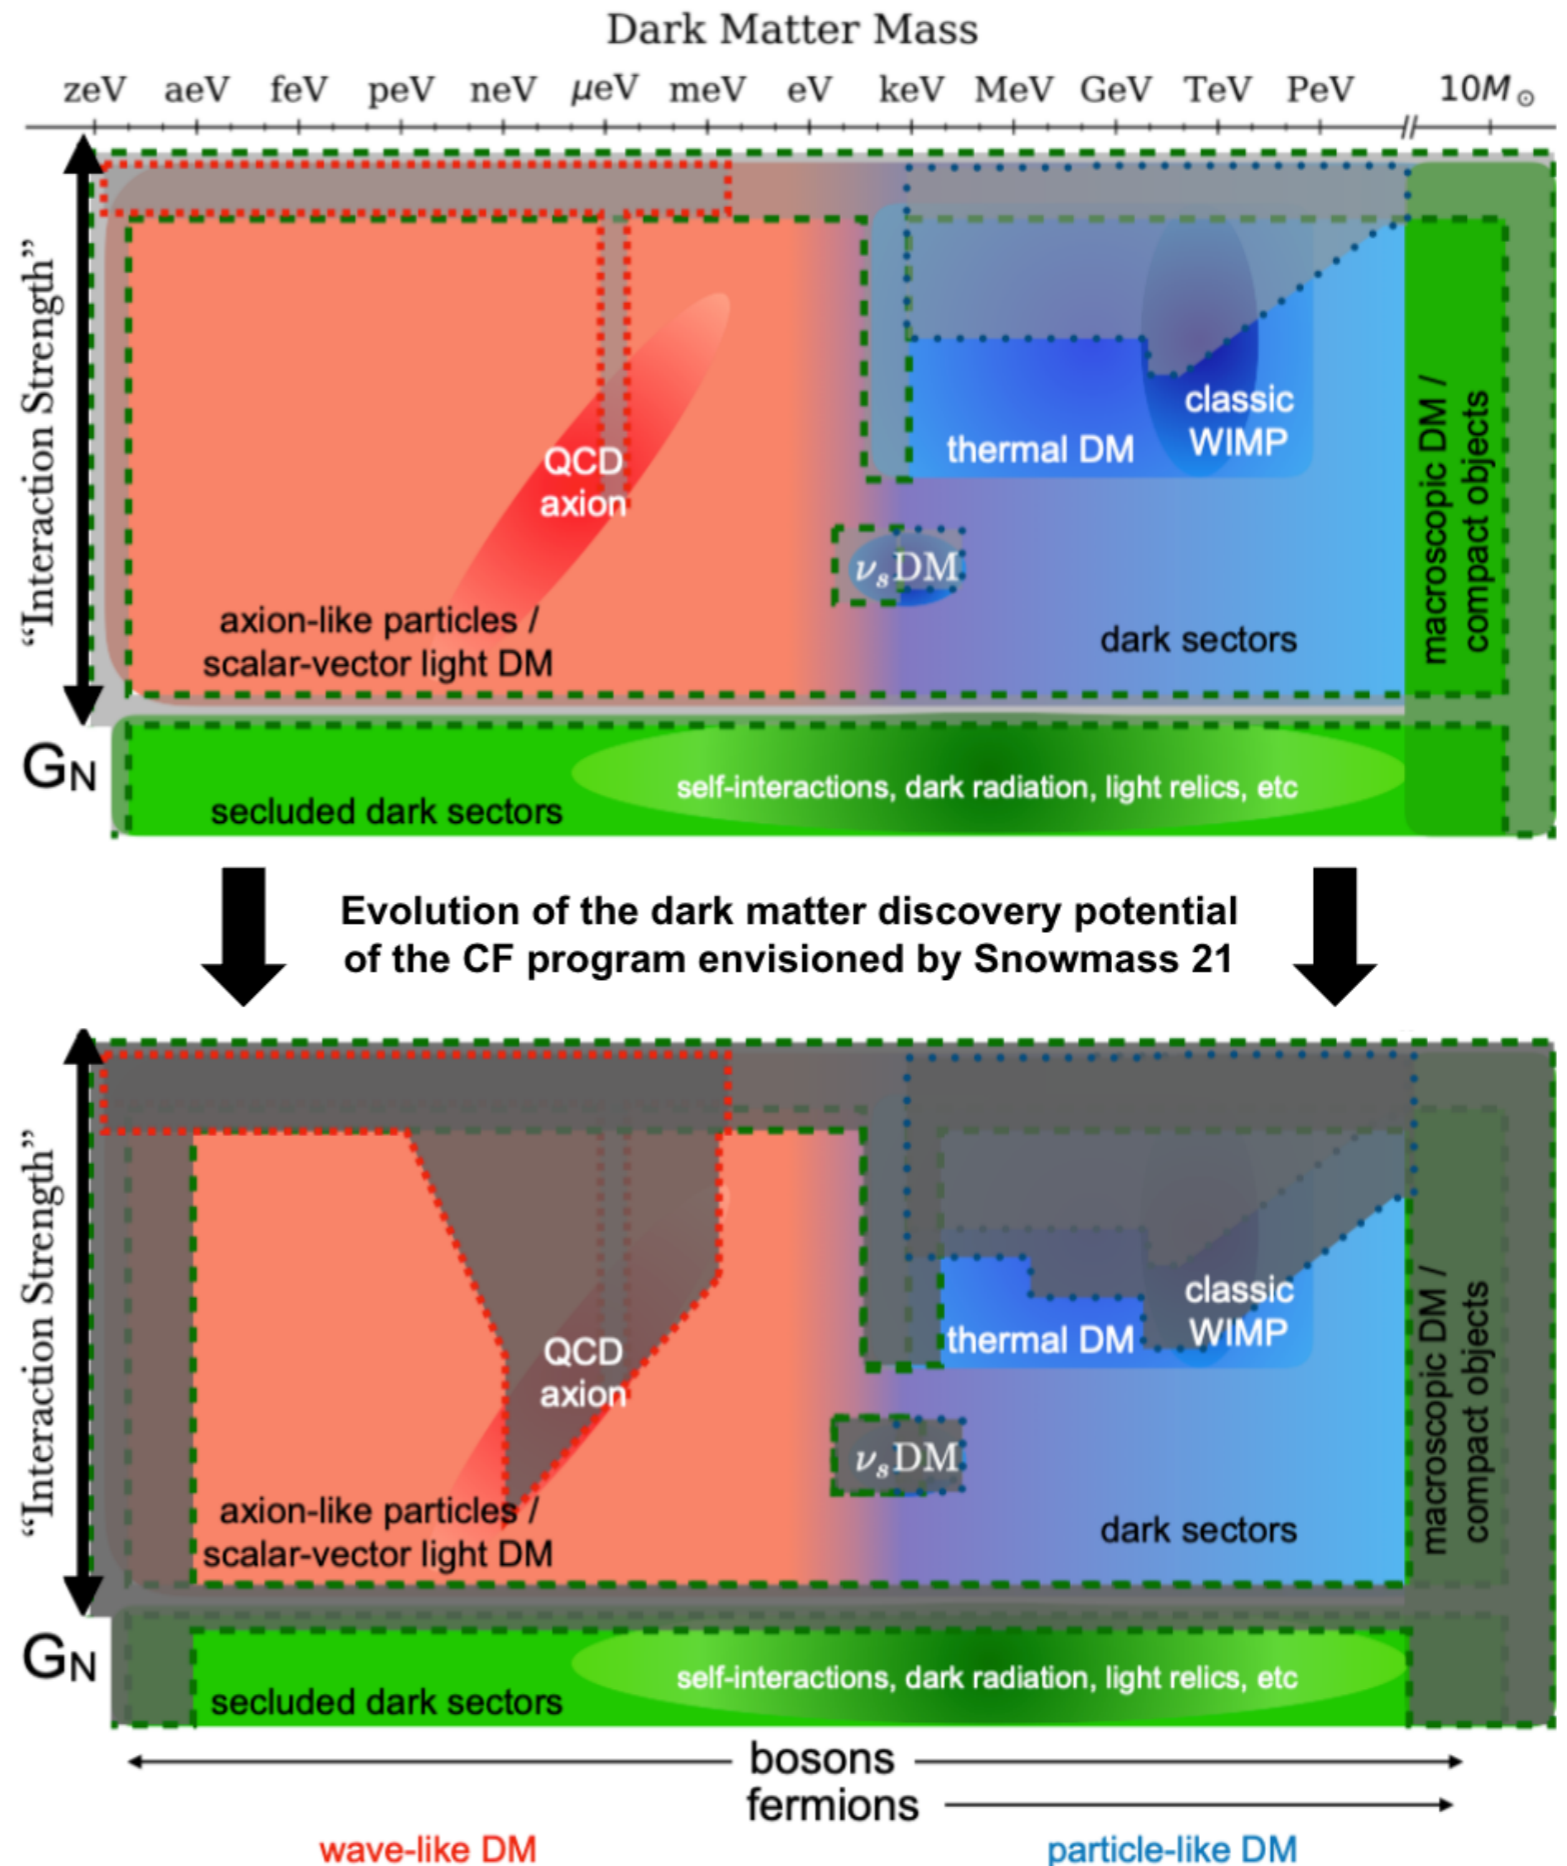 Dark Matter Mass
zeV aeV feV peV neV μeV meV eV keV MeV GeV TeV PeV 10M⊙
“Interaction Strength”
QCD
axion
axion-like particles /
scalar-vector light DM
thermal DM
classic
WIMP
νsDM
dark sectors
macroscopic DM /
compact objects
GN
secluded dark sectors
self-interactions, dark radiation, light relics, etc
Evolution of the dark matter discovery potential
of the CF program envisioned by Snowmass 21
“Interaction Strength”
QCD
axion
axion-like particles /
scalar-vector light DM
thermal DM
classic
WIMP
νsDM
dark sectors
macroscopic DM /
compact objects
GN
secluded dark sectors
self-interactions, dark radiation, light relics, etc
bosons
fermions
wave-like DM
particle-like DM